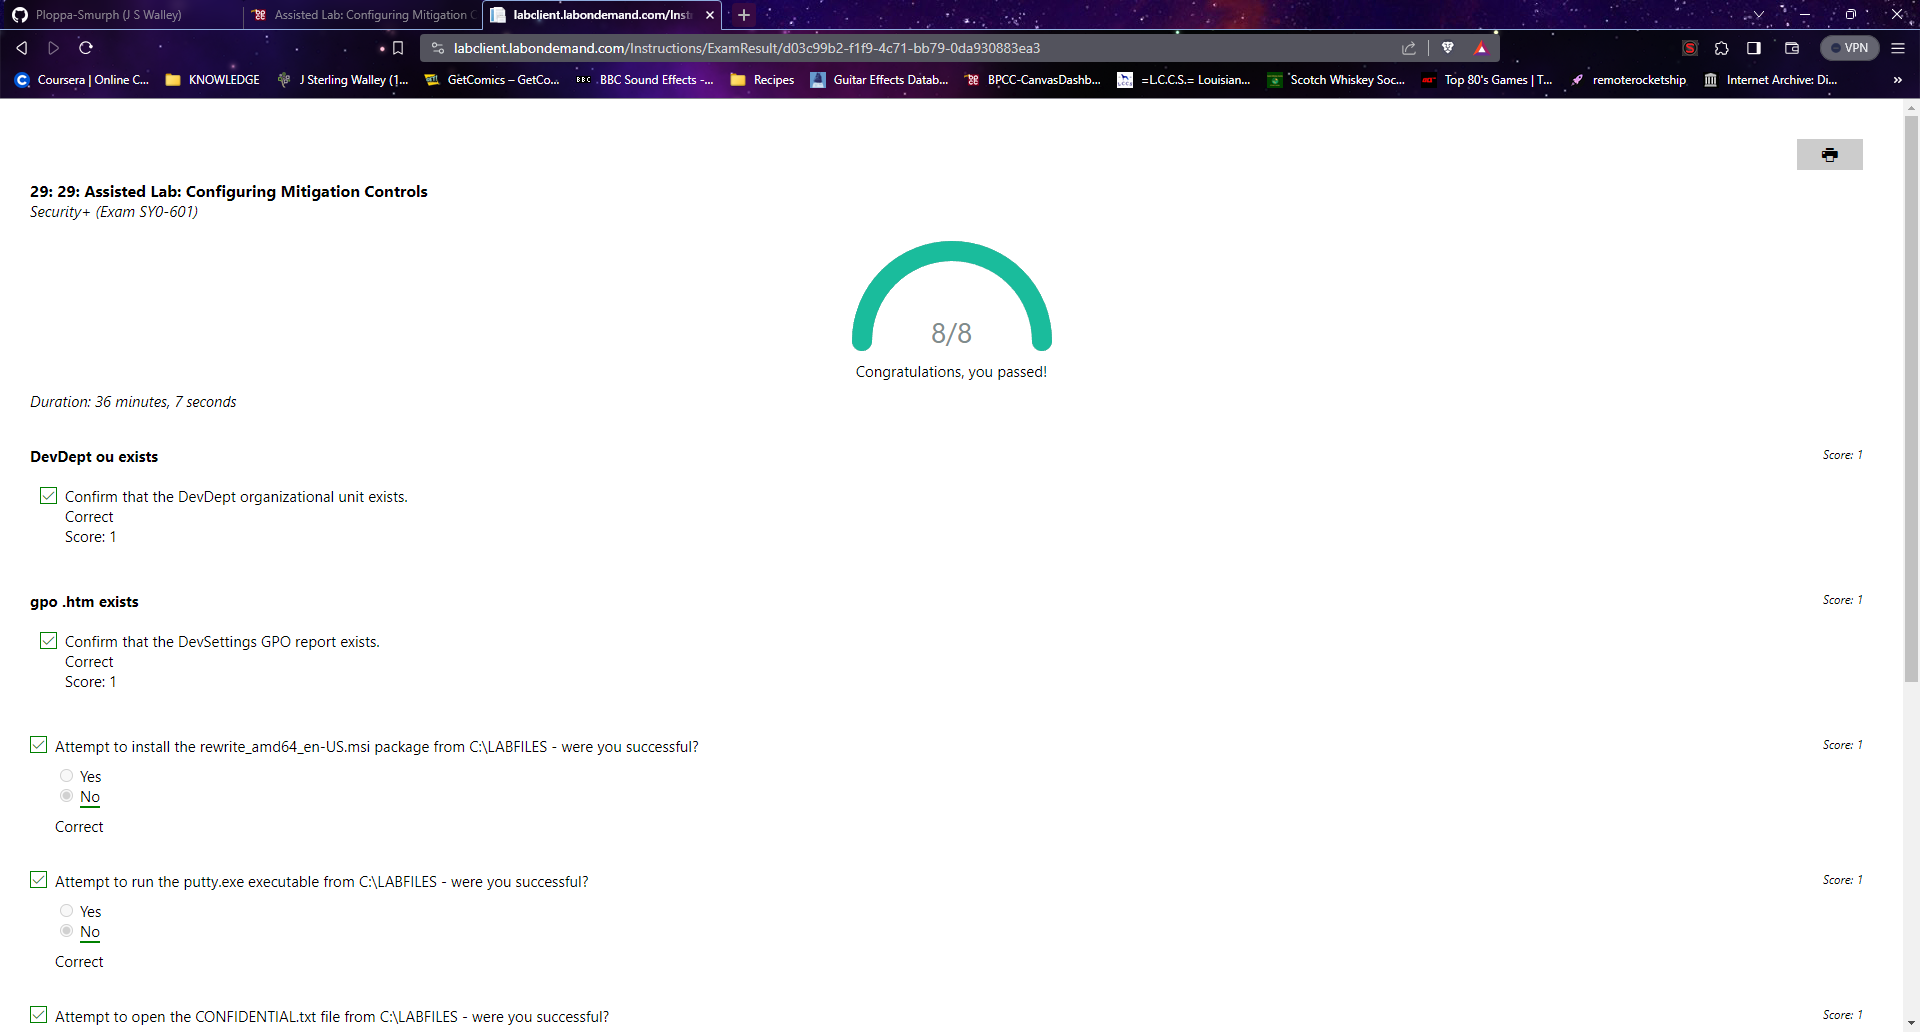 Ploppa-Smurph (J S Walley)
Assisted Lab: Configuring Mitigation C
labclient.labondemand.com/Inst
labclient.labondemand.com/Instructions/ExamResult/d03c99b2-f1f9-4c71-bb79-0da930883ea3
VPN
Coursera | Online C...
KNOWLEDGE
J Sterling Walley (1...
GetComics – GetCo...
BBC
BBC Sound Effects -...
Recipes
Guitar Effects Datab...
BPCC-CanvasDashb...
=L.C.C.S.= Louisian...
Scotch Whiskey Soc...
Top 80's Games | T...
remoterocketship
Internet Archive: Di...
29: 29: Assisted Lab: Configuring Mitigation Controls
Security+ (Exam SY0-601)
8/8
Congratulations, you passed!
Duration: 36 minutes, 7 seconds
DevDept ou exists
Score: 1
Confirm that the DevDept organizational unit exists.
Correct
Score: 1
gpo .htm exists
Score: 1
Confirm that the DevSettings GPO report exists.
Correct
Score: 1
Attempt to install the rewrite_amd64_en-US.msi package from C:\LABFILES - were you successful?
Score: 1
Yes
No
Correct
Attempt to run the putty.exe executable from C:\LABFILES - were you successful?
Score: 1
Yes
No
Correct
Attempt to open the CONFIDENTIAL.txt file from C:\LABFILES - were you successful?
Score: 1